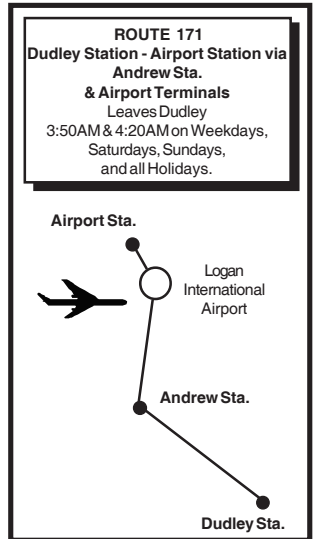 ROUTE 171
Dudley Station - Airport Station via
Andrew Sta.
& Airport Terminals
Leaves Dudley
3:50AM & 4:20AM on Weekdays,
Saturdays, Sundays,
and all Holidays.
Airport Sta.
Logan
International
Airport
Andrew Sta.
Dudley Sta.